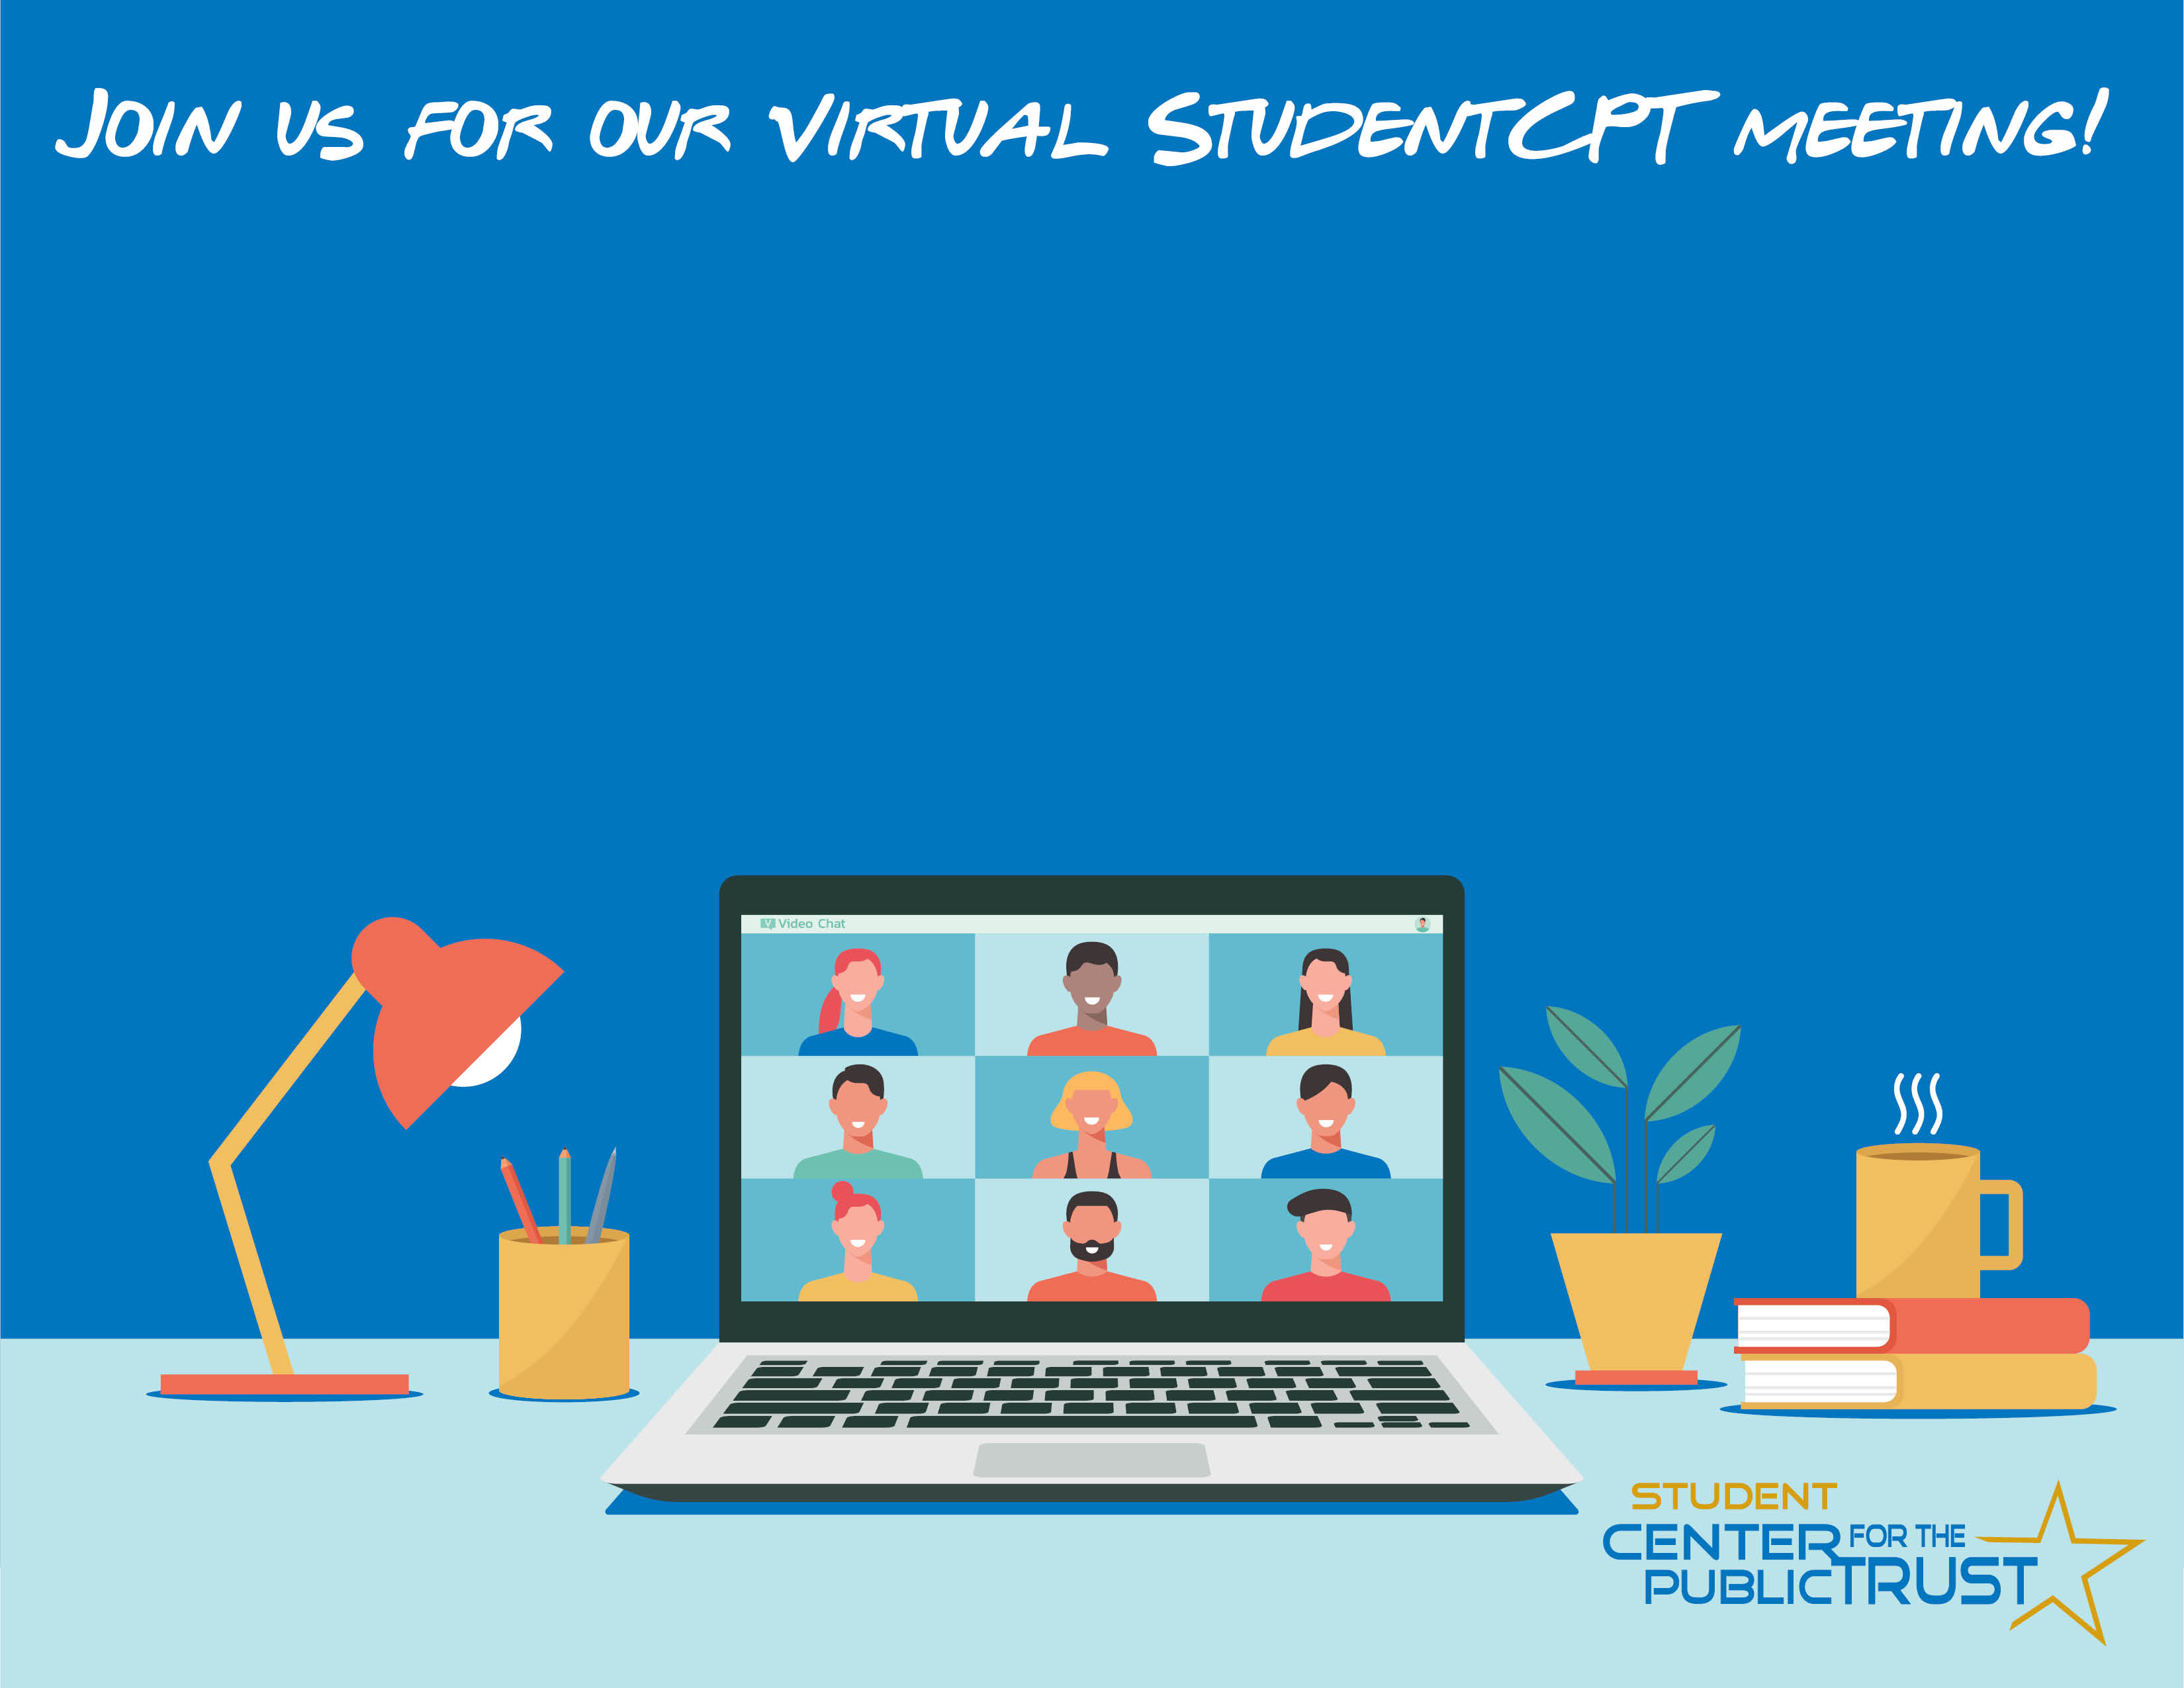 Join us for our Virtual StudentCPT meeting!
V Video Chat
STUDENT
CENTER FOR THE
PUBLIC TRUST